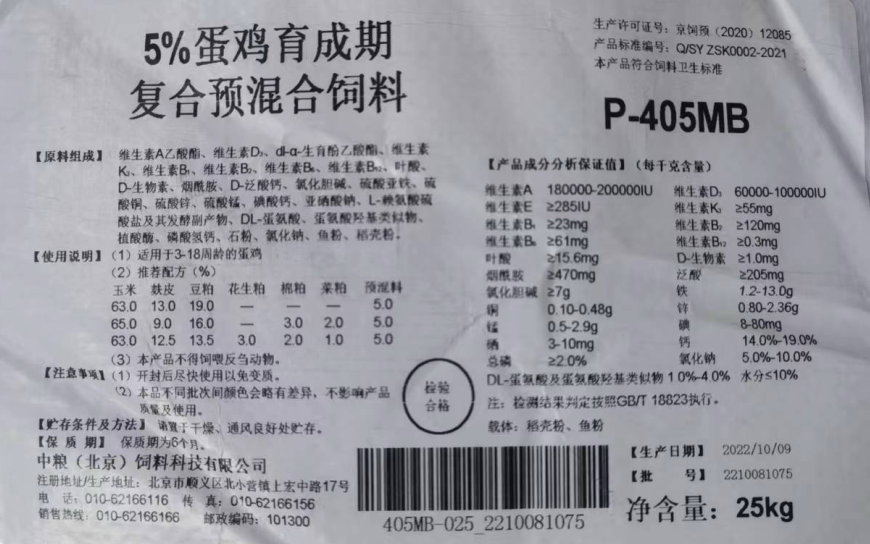 5%蛋鸡育成期
复合预混合饲料
生产许可证号：京饲预（2020）12085
产品标准编号：Q/SY ZSK0002-2021
本产品符合饲料卫生标准
P-405MB
【原料组成】维生素A乙酸酯、维生素D₃、dl-α-生育酚乙酸酯、维生素
K₃、维生素B₁、维生素B₂、维生素B₆、维生素B₁₂、叶酸、
D-生物素、烟酰胺、D-泛酸钙、氯化胆碱、硫酸亚铁、硫
酸铜、硫酸锌、硫酸锰、碘酸钙、亚硒酸钠、L-赖氨酸硫
酸盐及其发酵副产物、DL-蛋氨酸、蛋氨酸羟基类似物、
植酸酶、磷酸氢钙、石粉、氯化钠、鱼粉、稻壳粉。
【使用说明】（1）适用于3-18周龄的蛋鸡
（2）推荐配方（%）
玉米 麸皮 豆粕 花生粕 棉粕 菜粕 预混料
63.0 13.0 19.0 — — — 5.0
65.0 9.0 16.0 — 3.0 2.0 5.0
63.0 12.5 13.5 3.0 2.0 1.0 5.0
（3）本产品不得饲喂反刍动物。
【注意事项】（1）开封后尽快使用以免变质。
（2）本品不同批次间颜色会略有差异，不影响产品
质量及使用。
【贮存条件及方法】请置于干燥、通风良好处贮存。
【保 质 期】 保质期为6个月。
中粮（北京）饲料科技有限公司
注册地址/生产地址：北京市顺义区北小营镇上宏中路17号
电 话：010-62166116 传 真：010-62166156
销售热线：010-62166166 邮政编码：101300
检验
合格
【产品成分分析保证值】（每千克含量）
维生素A 180000-200000IU 维生素D₃ 60000-100000IU
维生素E ≥285IU 维生素K₃ ≥55mg
维生素B₁ ≥23mg 维生素B₂ ≥120mg
维生素B₆ ≥61mg 维生素B₁₂ ≥0.3mg
叶酸 ≥15.6mg D-生物素 ≥1.0mg
烟酰胺 ≥470mg 泛酸 ≥205mg
氯化胆碱 ≥7g 铁 1.2-13.0g
铜 0.10-0.48g 锌 0.80-2.36g
锰 0.5-2.9g 碘 8-80mg
硒 3-10mg 钙 14.0%-19.0%
总磷 ≥2.0% 氯化钠 5.0%-10.0%
DL-蛋氨酸及蛋氨酸羟基类似物 1.0%-4.0% 水分≤10%
注：检测结果判定按照GB/T 18823执行。
载体：稻壳粉、鱼粉
405MB-025_2210081075
【生产日期】 2022/10/09
【批 号】 2210081075
净含量：25kg